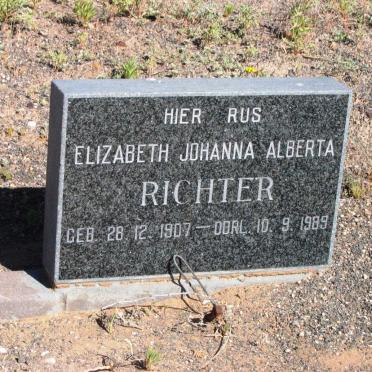 HIER RUS
ELIZABETH JOHANNA ALBERTA
RICHTER
GEB. 28. 12. 1907 — OORL. 10. 9. 1989